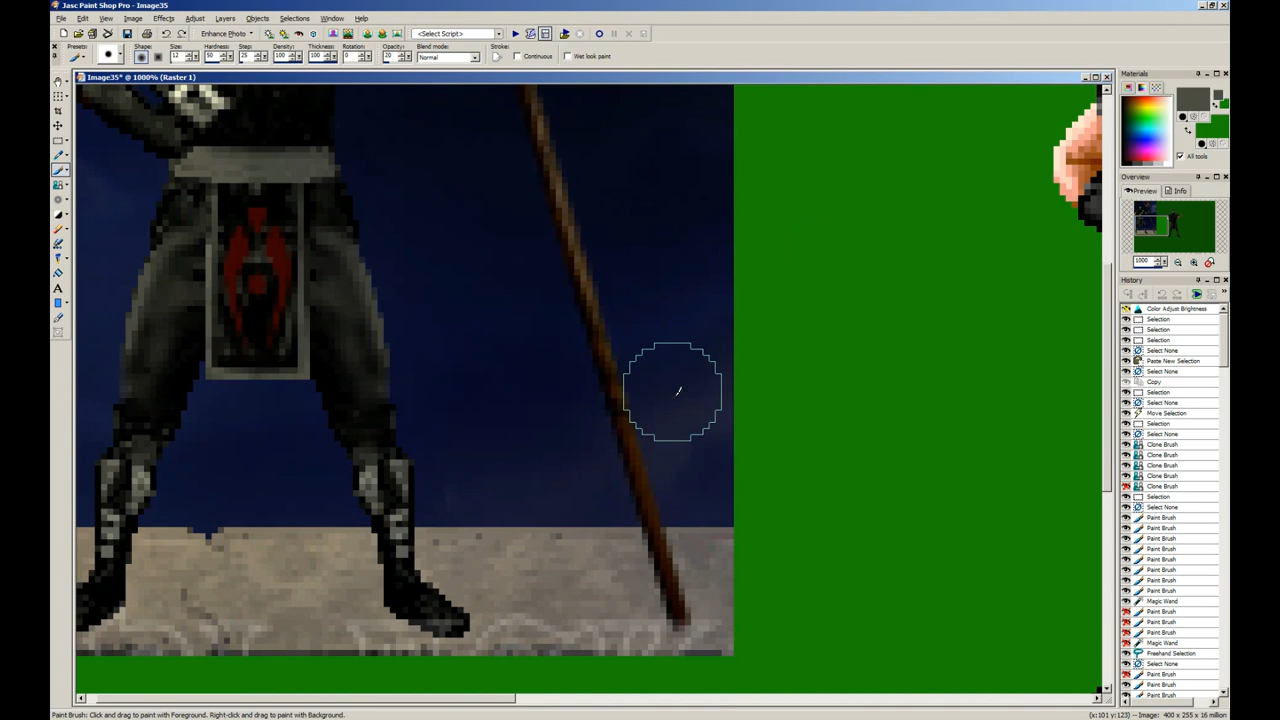 Jasc Paint Shop Pro - Image35
File Edit View Image Effects Adjust Layers Objects Selections Window Help
Enhance Photo
<Select Script>
Presets: Shape: Size: Hardness: Step: Density: Thickness: Rotation: Opacity: Blend mode: Stroke:
12 50 25 100 100 0 20 Normal Continuous Wet look paint
Image35* @ 1000% (Raster 1)
Materials
All tools
Overview
Preview Info
1000
History
Color Adjust Brightness
Selection
Selection
Selection
Select None
Paste New Selection
Select None
Copy
Selection
Select None
Move Selection
Selection
Select None
Clone Brush
Clone Brush
Clone Brush
Clone Brush
Clone Brush
Selection
Select None
Paint Brush
Paint Brush
Paint Brush
Paint Brush
Paint Brush
Paint Brush
Paint Brush
Paint Brush
Magic Wand
Paint Brush
Paint Brush
Paint Brush
Magic Wand
Freehand Selection
Select None
Paint Brush
Paint Brush
Paint Brush
Paint Brush: Click and drag to paint with Foreground. Right-click and drag to paint with Background.
(x:101 y:123) -- Image: 400 x 255 x 16 million